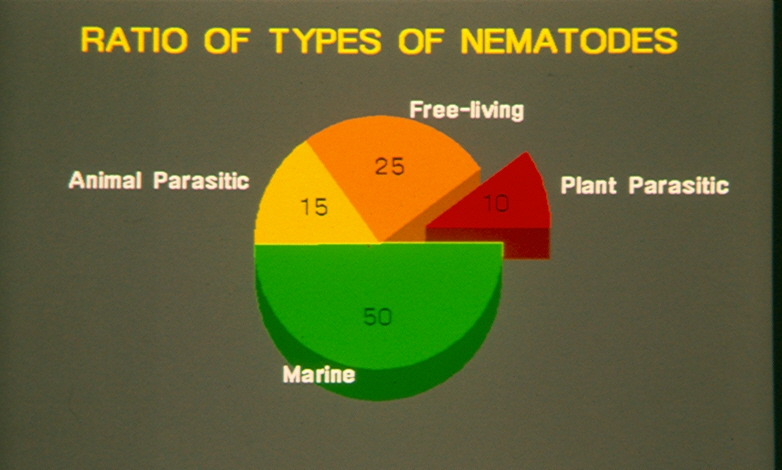 RATIO OF TYPES OF NEMATODES
Free-living
25
Animal Parasitic
15
Plant Parasitic
10
50
Marine